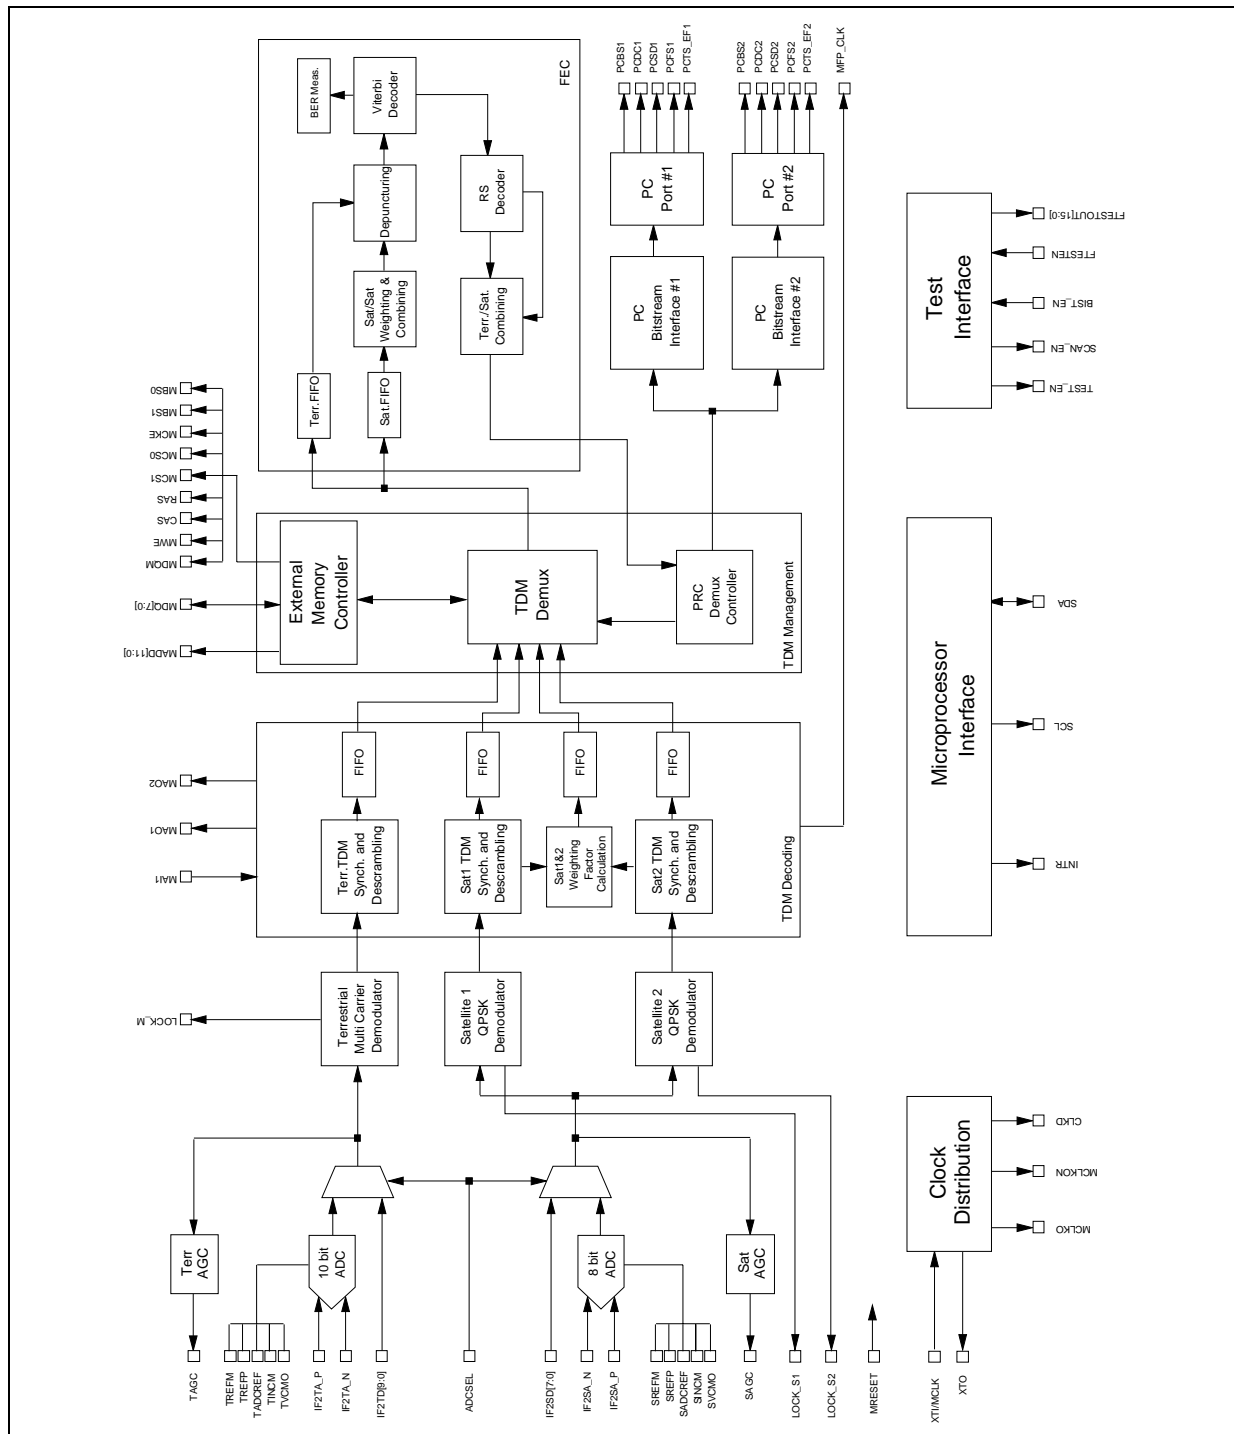 PCBS1
PCDC1
PCSD1
PCFS1
PCTS_EF1
PCBS2
PCDC2
PCSD2
PCFS2
PCTS_EF2
MFP_CLK
FEC
BER Meas.
Viterbi
Decoder
Depuncturing
RS
Decoder
Sat/Sat
Weighting &
Combining
Terr./Sat.
Combining
Terr.FIFO
Sat.FIFO
PC
Port #1
PC
Port #2
PC
Bitstream
Interface #1
PC
Bitstream
Interface #2
Test
Interface
FTESTOUT[15:0]
FTESTEN
BIST_EN
SCAN_EN
TEST_EN
MBS0
MBS1
MCKE
MCS0
MCS1
RAS
CAS
MWE
MDQM
MDQ[7:0]
MADD[11:0]
External
Memory
Controller
TDM
Demux
PRC
Demux
Controller
TDM Management
MAO2
MAO1
MAI1
FIFO
FIFO
FIFO
FIFO
Terr.TDM
Synch. and
Descrambling
Sat1 TDM
Synch. and
Descrambling
Sat1&2
Weighting
Factor
Calculation
Sat2 TDM
Synch. and
Descrambling
TDM Decoding
Microprocessor
Interface
SDA
SCL
INTR
LOCK_M
Terrestrial
Multi Carrier
Demodulator
Satellite 1
QPSK
Demodulator
Satellite 2
QPSK
Demodulator
Clock
Distribution
CLKD
MCLKON
MCLKO
Terr
AGC
10 bit
ADC
8 bit
ADC
Sat
AGC
TAGC
TREFM
TREFP
TADCREF
TINCM
TVCMO
IF2TA_P
IF2TA_N
IF2TD[9:0]
ADCSEL
IF2SD[7:0]
IF2SA_N
IF2SA_P
SREFM
SREFP
SADCREF
SINCM
SVCMO
SAGC
LOCK_S1
LOCK_S2
MRESET
XTI/MCLK
XTO